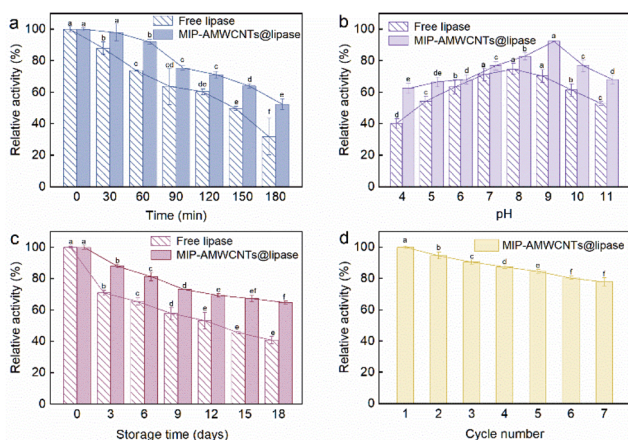 a
Free lipase
MIP-AMWCNTs@lipase
Relative activity (%)
100
80
60
40
20
0
a a b a c b cd c de c e d f e
0 30 60 90 120 150 180
Time (min)
b
Free lipase
MIP-AMWCNTs@lipase
Relative activity (%)
100
80
60
40
20
0
4 5 6 7 8 9 10 11
pH
c
Free lipase
MIP-AMWCNTs@lipase
Relative activity (%)
100
80
60
40
20
0
a a b b c c d d e e ef f
0 3 6 9 12 15 18
Storage time (days)
d
MIP-AMWCNTs@lipase
Relative activity (%)
100
80
60
40
20
0
a b c d e f f
1 2 3 4 5 6 7
Cycle number